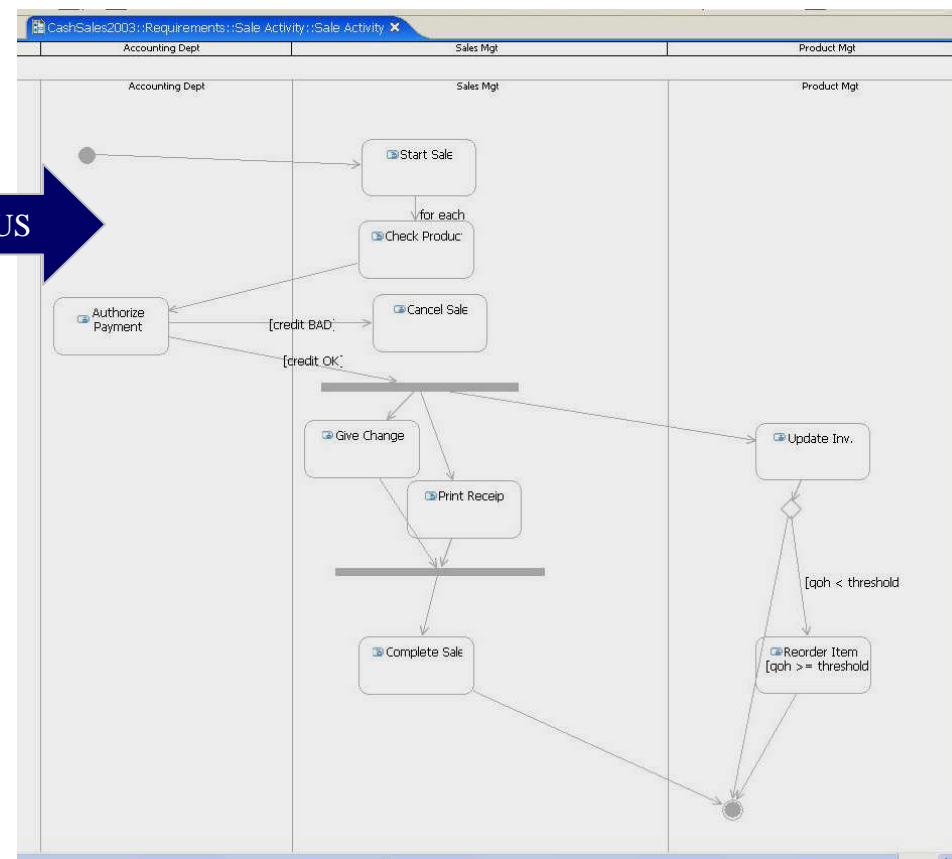 CashSales2003::Requirements::Sale Activity::Sale Activity
Accounting Dept Sales Mgt Product Mgt
Accounting Dept Sales Mgt Product Mgt
Start Sale
US
for each
Check Produc
Authorize
Payment
Cancel Sale
[credit BAD]
[credit OK]
Give Change
Update Inv.
Print Receip
[qoh < threshold
Complete Sale
Reorder Item
[qoh >= threshold